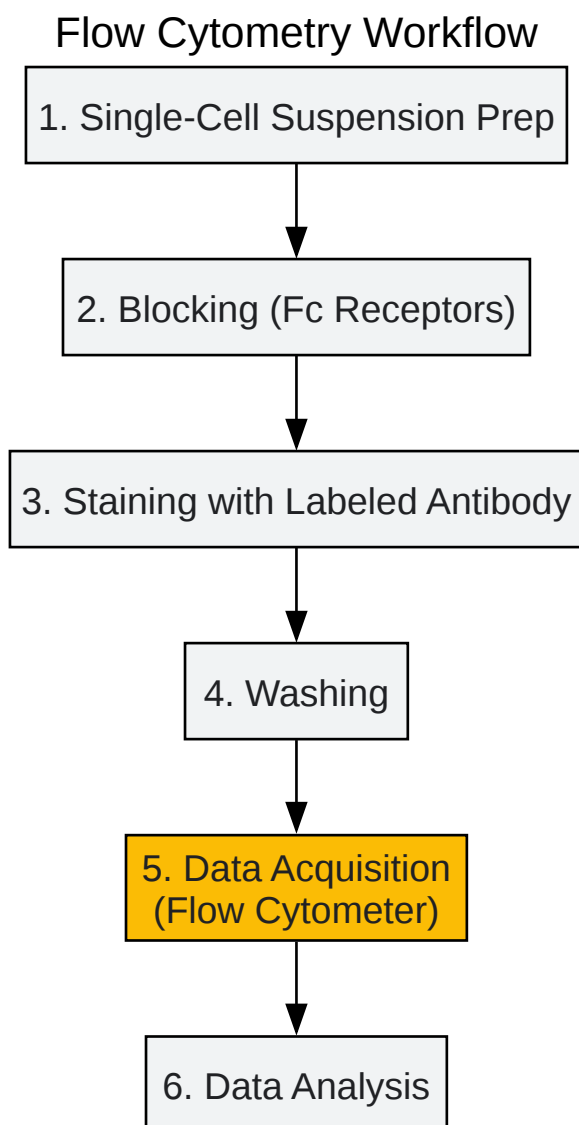 Flow Cytometry Workflow
1. Single-Cell Suspension Prep
2. Blocking (Fc Receptors)
3. Staining with Labeled Antibody
4. Washing
5. Data Acquisition
(Flow Cytometer)
6. Data Analysis